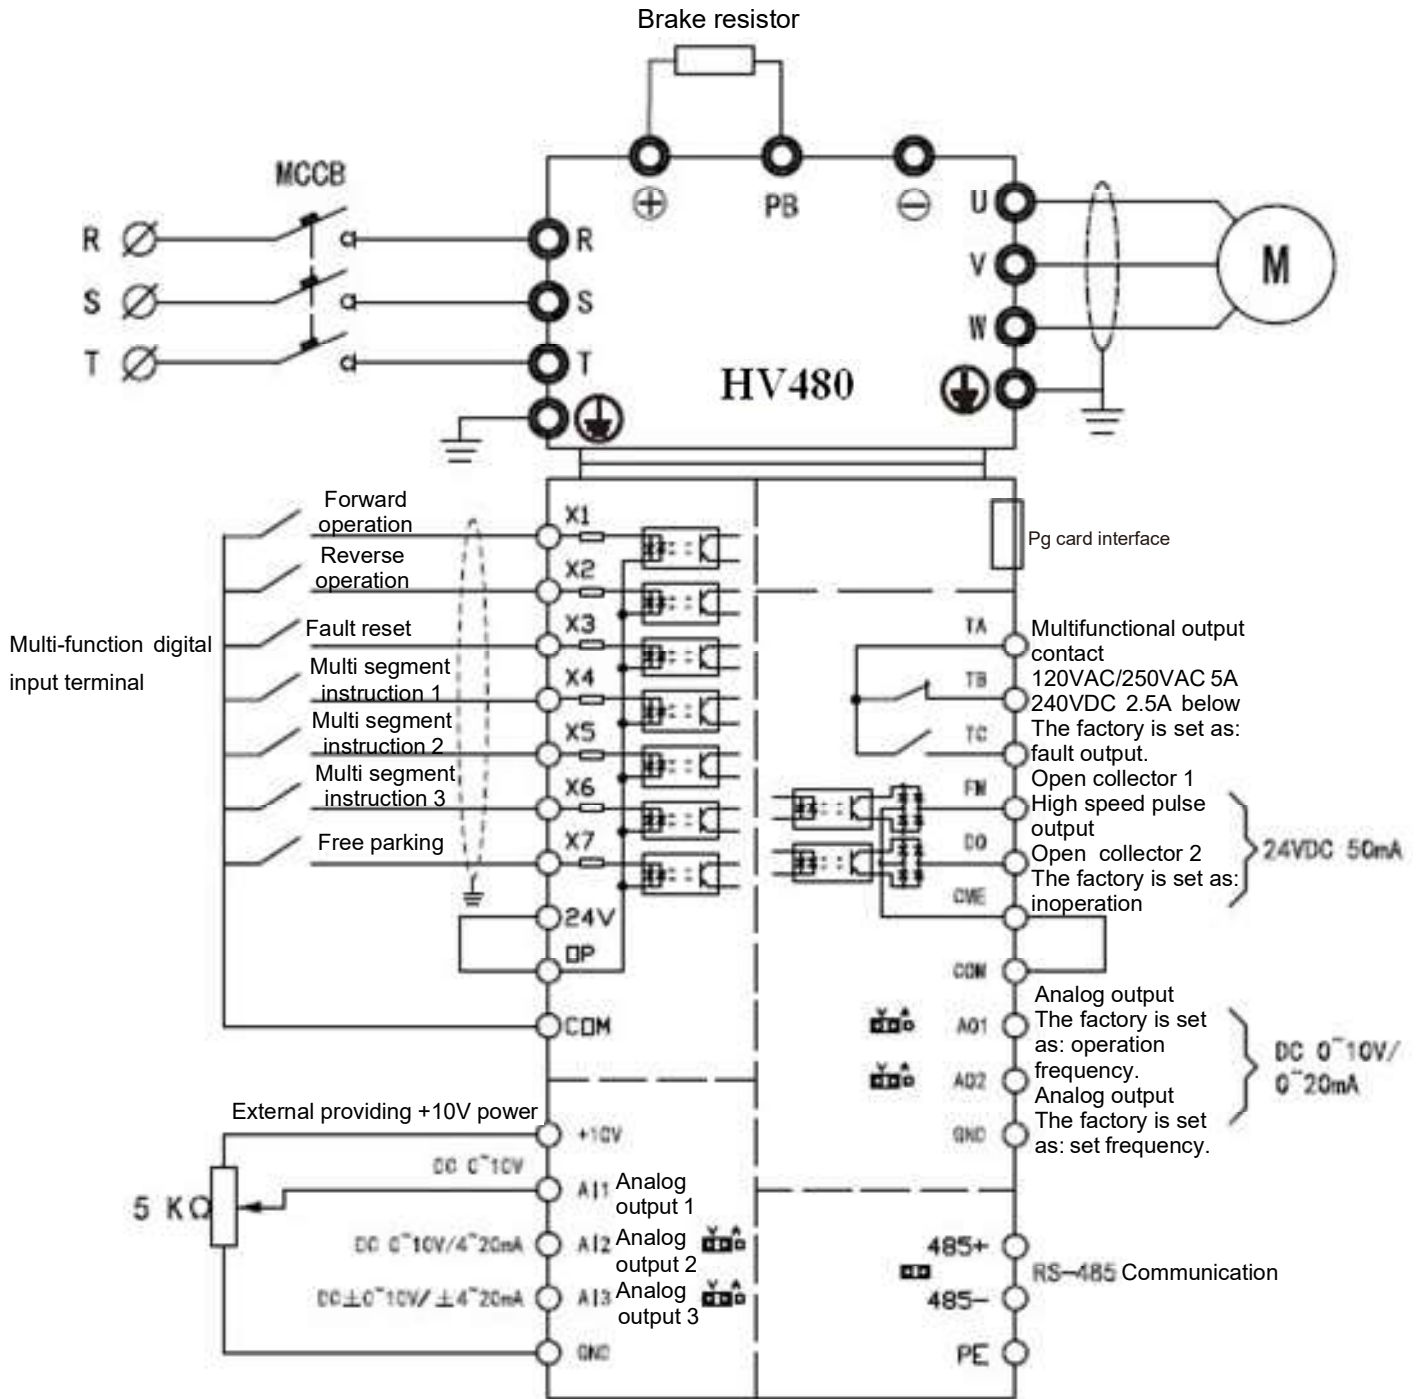 Brake resistor
MCCB
R
S
T
R
S
T
⊕
PB
⊖
U
V
W
M
HV480
Forward
operation
Reverse
operation
Fault reset
Multi segment
instruction 1
Multi segment
instruction 2
Multi segment
instruction 3
Free parking
Multi-function digital
input terminal
X1
X2
X3
X4
X5
X6
X7
24V
OP
COM
Pg card interface
TA
TB
TC
FM
DO
CME
COM
Multifunctional output
contact
120VAC/250VAC 5A
240VDC 2.5A below
The factory is set as:
fault output.
Open collector 1
High speed pulse
output
Open collector 2
The factory is set as:
inoperation
24VDC 50mA
V A
AO1
V A
AO2
GND
Analog output
The factory is set
as: operation
frequency.
Analog output
The factory is set
as: set frequency.
DC 0~10V/
0~20mA
External providing +10V power
+10V
DC 0~10V
5 KΩ
AI1
Analog
output 1
DC 0~10V/4~20mA
AI2
Analog
output 2
V A
DC±0~10V/±4~20mA
AI3
Analog
output 3
V A
GND
485+
485-
RS-485 Communication
PE